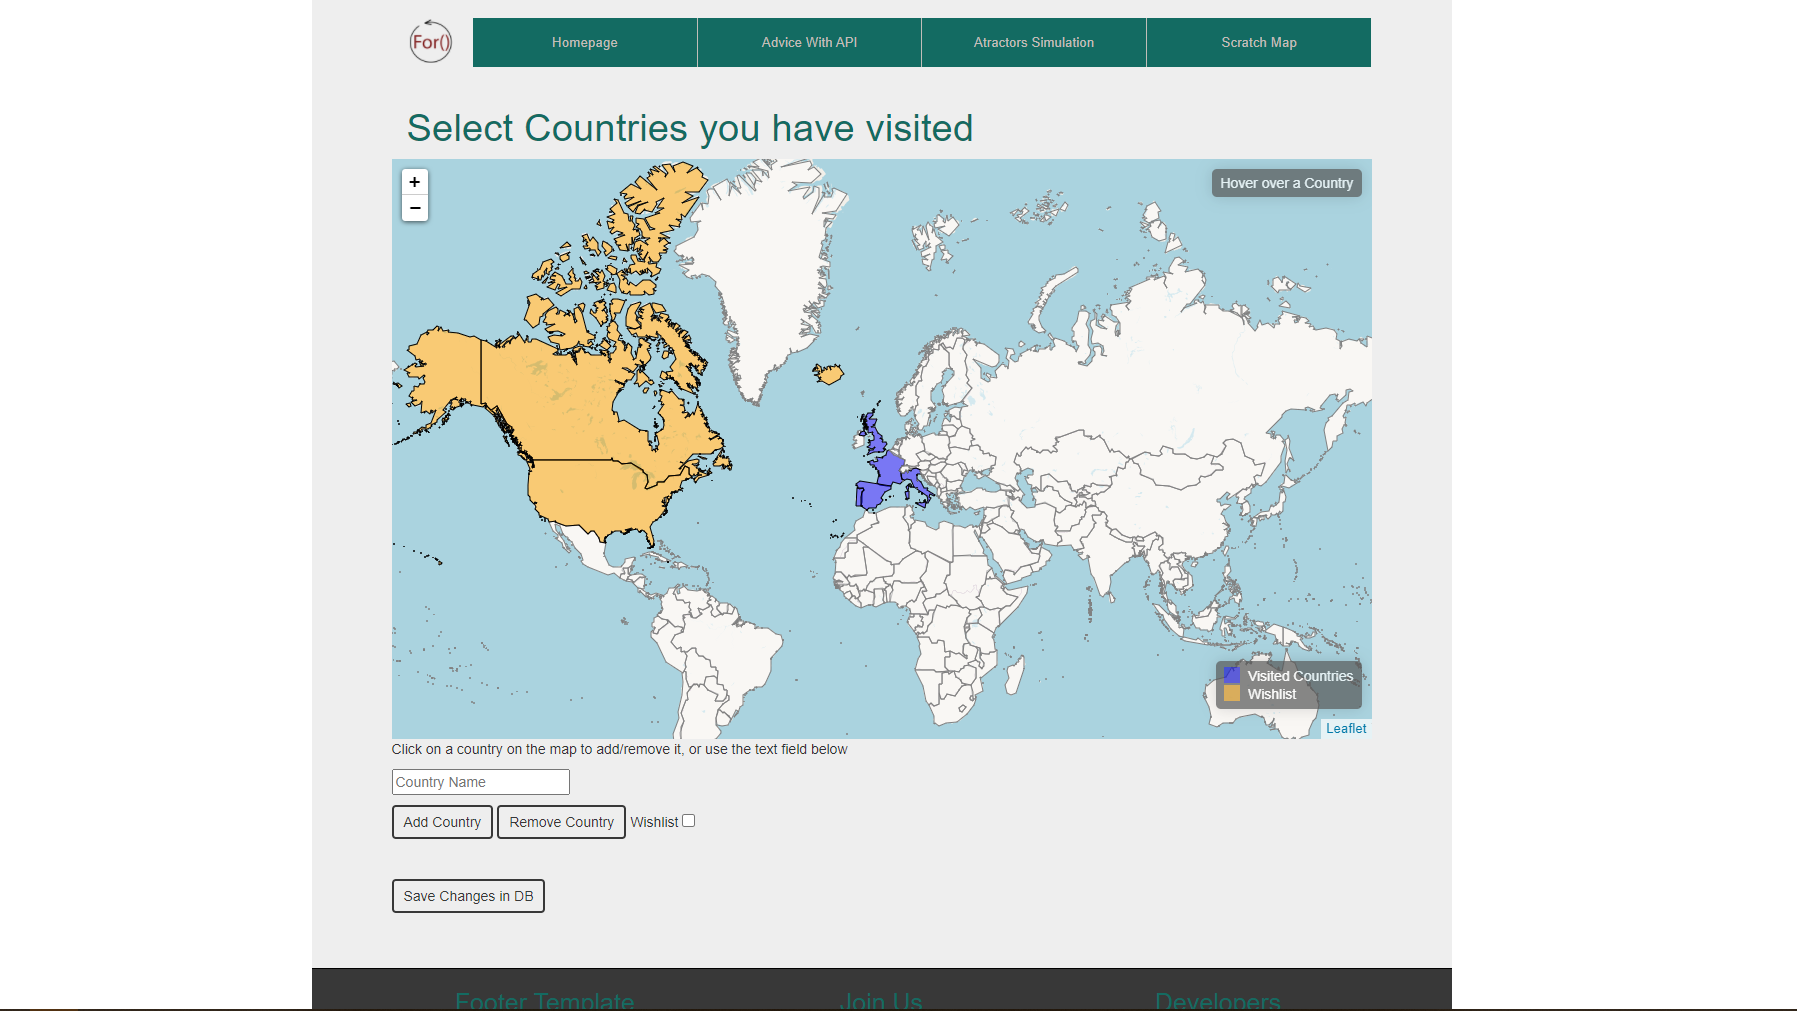 For()
Homepage
Advice With API
Atractors Simulation
Scratch Map
Select Countries you have visited
+
−
Hover over a Country
Visited Countries
Wishlist
Leaflet
Click on a country on the map to add/remove it, or use the text field below
Country Name
Add Country
Remove Country
Wishlist
Save Changes in DB
Footer Template
Join Us
Developers